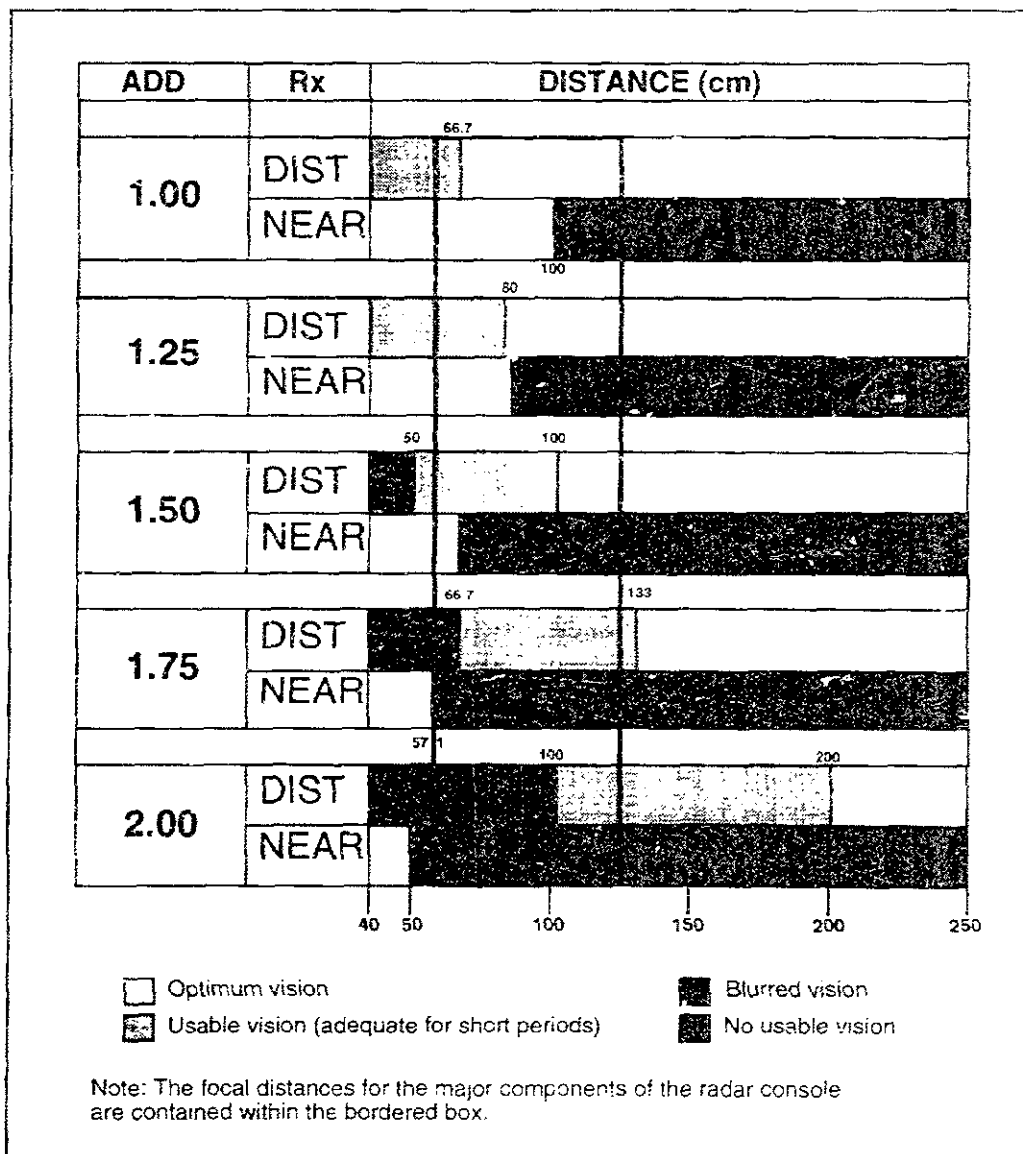 ADD Rx DISTANCE (cm)
66.7
1.00 DIST
NEAR
100
80
1.25 DIST
NEAR
50 100
1.50 DIST
NEAR
66.7 133
1.75 DIST
NEAR
57.1 100 200
2.00 DIST
NEAR
40 50 100 150 200 250
Optimum vision Blurred vision
Usable vision (adequate for short periods) No usable vision
Note: The focal distances for the major components of the radar console
are contained within the bordered box.